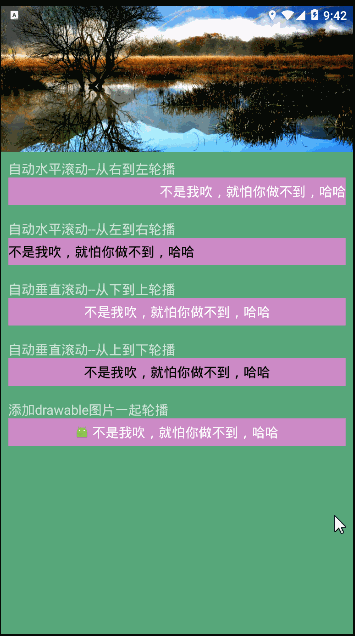 9:42
自动水平滚动--从右到左轮播
不是我吹，就怕你做不到，哈哈
自动水平滚动--从左到右轮播
不是我吹，就怕你做不到，哈哈
自动垂直滚动--从下到上轮播
不是我吹，就怕你做不到，哈哈
自动垂直滚动--从上到下轮播
不是我吹，就怕你做不到，哈哈
添加drawable图片一起轮播
不是我吹，就怕你做不到，哈哈